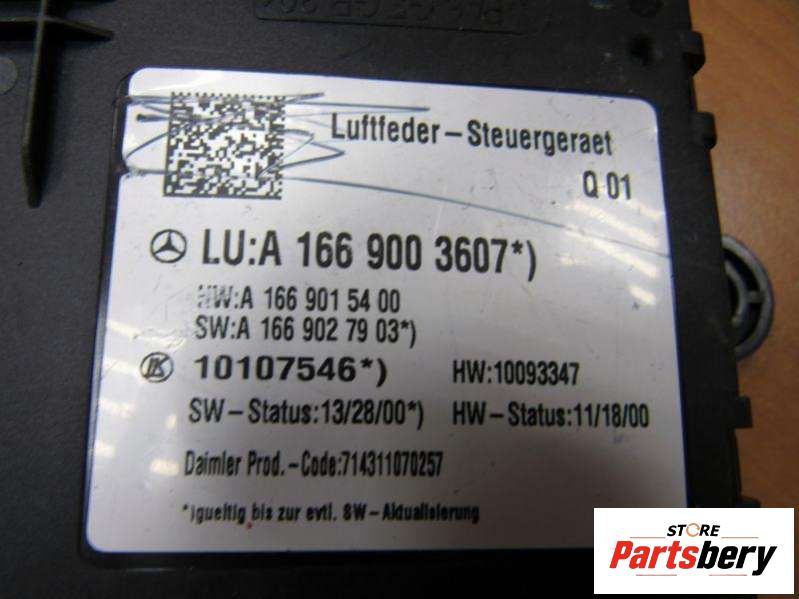 Luftfeder-Steuergeraet
Q 01
LU:A 166 900 3607*)
HW:A 166 901 54 00
SW:A 166 902 79 03*)
10107546*) HW:10093347
SW-Status:13/28/00*) HW-Status:11/18/00
Daimler Prod.-Code:714311070257
*)gueltig bis zur evtl. SW-Aktualisierung
STORE
Partsbery